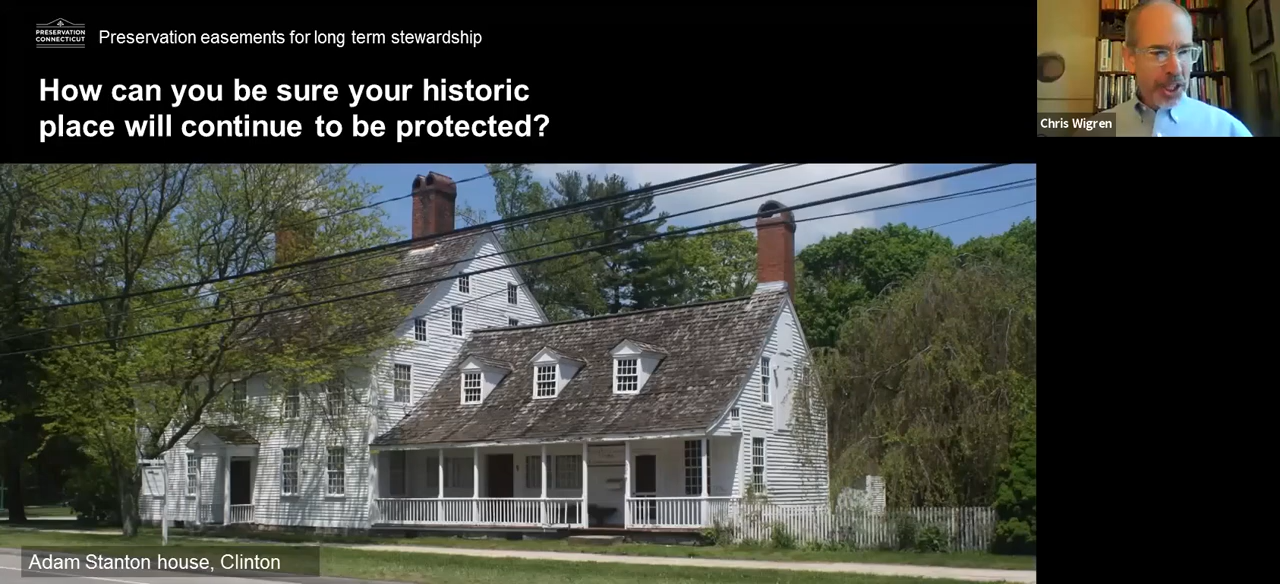 PRESERVATION
CONNECTICUT
Preservation easements for long term stewardship
How can you be sure your historic
place will continue to be protected?
Chris Wigren
Adam Stanton house, Clinton